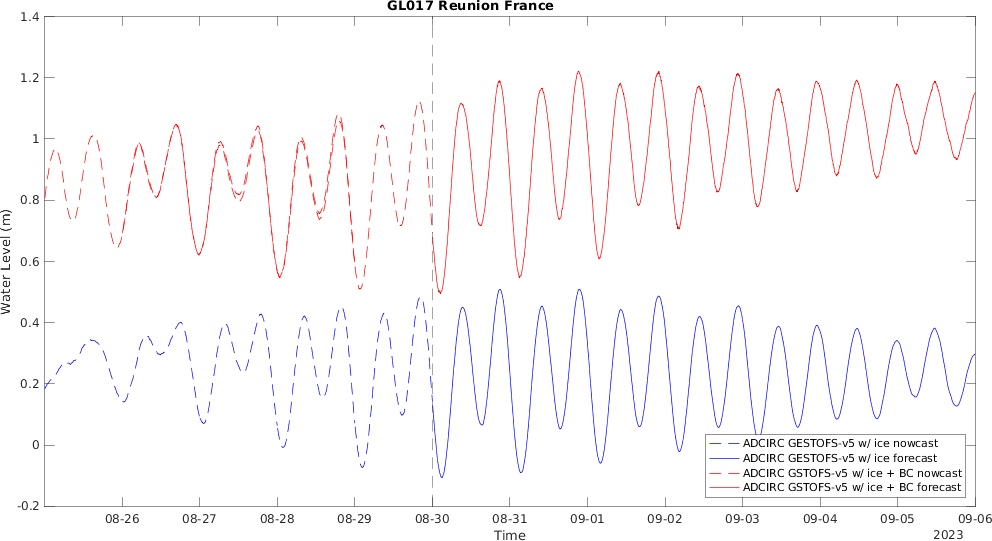 GL017 Reunion France
1.4
1.2
1
0.8
0.6
0.4
0.2
0
-0.2
Water Level (m)
08-26 08-27 08-28 08-29 08-30 08-31 09-01 09-02 09-03 09-04 09-05 09-06
Time
2023
ADCIRC GESTOFS-v5 w/ ice nowcast
ADCIRC GESTOFS-v5 w/ ice forecast
ADCIRC GSTOFS-v5 w/ ice + BC nowcast
ADCIRC GSTOFS-v5 w/ ice + BC forecast